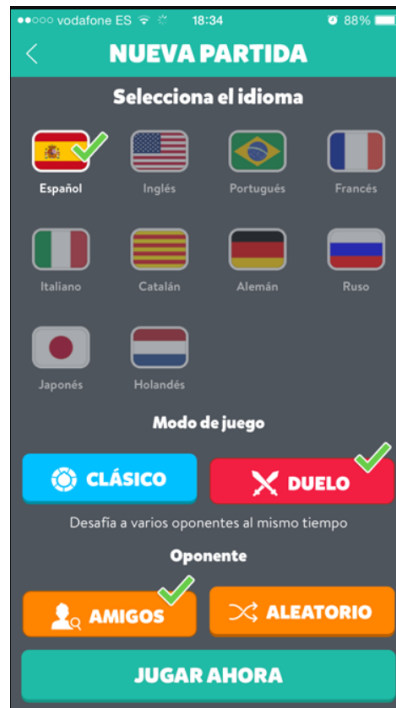 vodafone ES 18:34 88%
NUEVA PARTIDA
Selecciona el idioma
Español Inglés Portugués Francés
Italiano Catalán Alemán Ruso
Japonés Holandés
Modo de juego
CLÁSICO DUELO
Desafía a varios oponentes al mismo tiempo
Oponente
AMIGOS ALEATORIO
JUGAR AHORA